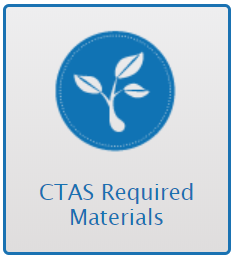 CTAS Required
Materials